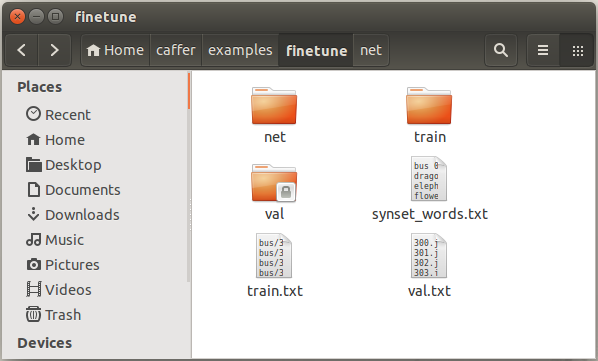 finetune
Home caffer examples finetune net
Places
Recent
Home
Desktop
Documents
Downloads
Music
Pictures
Videos
Trash
Devices
net train
bus 0
drago
eleph
flowe
val synset_words.txt
bus/3
bus/3
bus/3
bus/3
300.j
301.j
302.j
303.j
train.txt val.txt